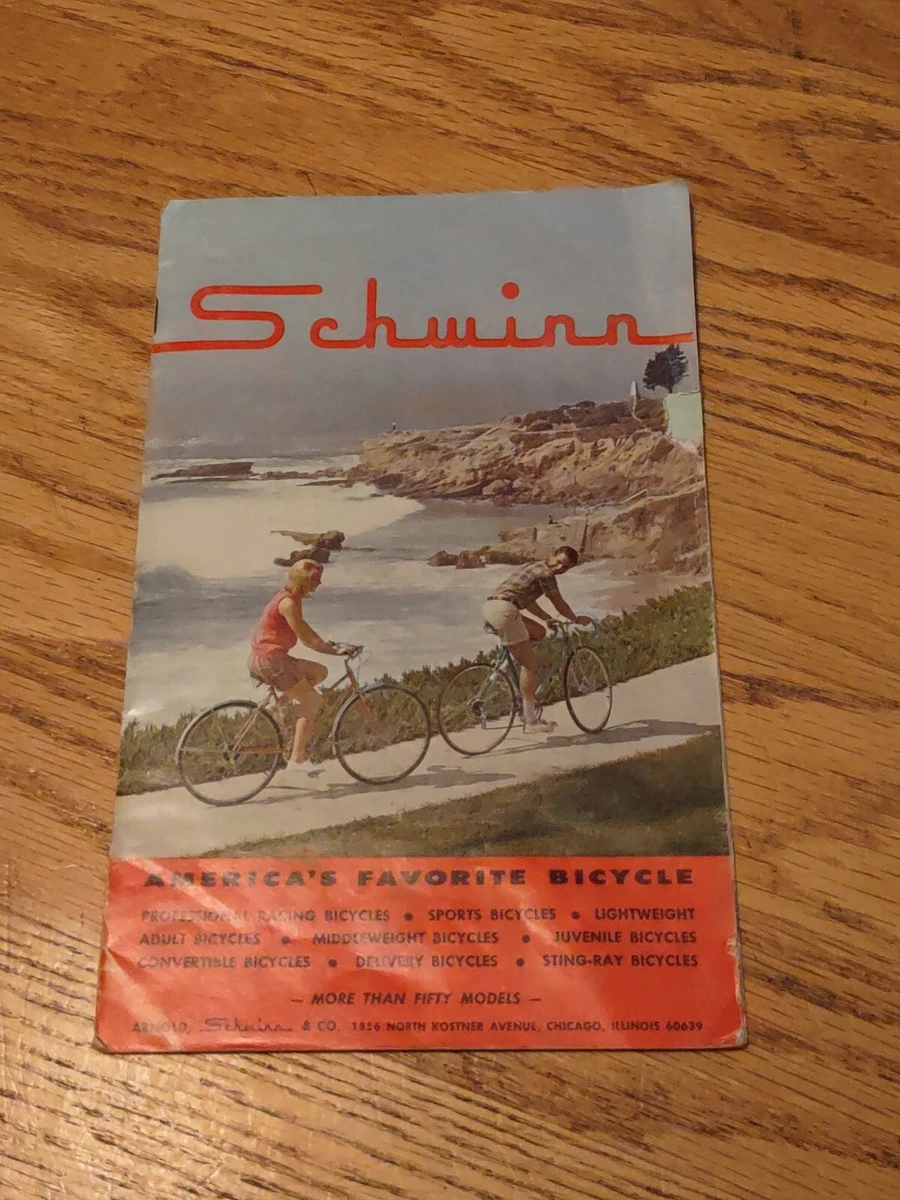 Schwinn
AMERICA'S FAVORITE BICYCLE
PROFESSIONAL RACING BICYCLES • SPORTS BICYCLES • LIGHTWEIGHT
ADULT BICYCLES • MIDDLEWEIGHT BICYCLES • JUVENILE BICYCLES
CONVERTIBLE BICYCLES • DELIVERY BICYCLES • STING-RAY BICYCLES
— MORE THAN FIFTY MODELS —
ARNOLD, Schwinn & CO. 1856 NORTH KOSTNER AVENUE, CHICAGO, ILLINOIS 60639